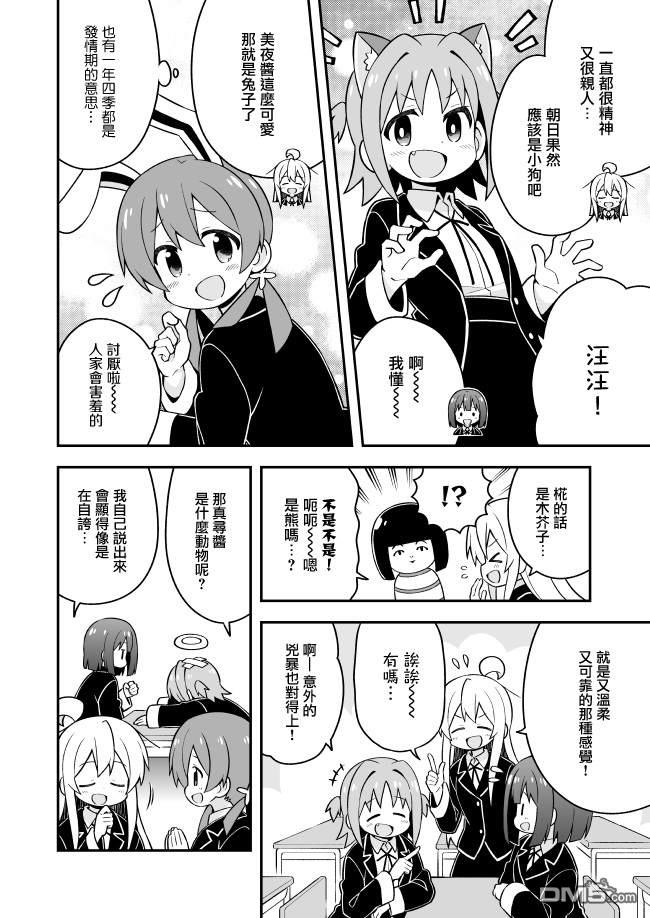 一直都很精神
又很親人…
朝日果然
應該是小狗吧
汪汪！
啊~~~
我懂~~~
美夜醬這麼可愛
那就是兔子了
也有一年四季都是
發情期的意思…
討厭啦~~~
人家會害羞的
椛的話
是木芥子…
!?
不是不是！
呃呃~~~嗯
是熊嗎…？
就是又溫柔
又可靠的那種感覺！
誒誒~~~
有嗎…
啊—意外的
兇暴也對得上！
那真尋醬
是什麼動物呢？
我自己說出來
會顯得像是
在自誇…
DM5.com